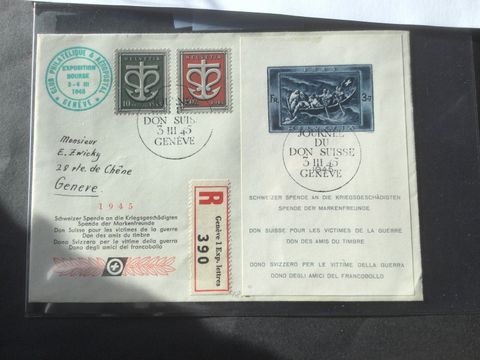 CLUB PHILATÉLIQUE & AÉROPOSTAL
EXPOSITION
BOURSE
3-4 III
1945
GENÈVE
HELVETIA
10
HELVETIA
DON SUISSE
3 III 45
GENÈVE
FR.
3+7
JOURNÉE
DU
DON SUISSE
3 III 45
GENÈVE
Monsieur
E. Zwicky
28 rte. de Chêne
Geneve
1945
Schweizer Spende an die Kriegsgeschädigten
Spende der Markenfreunde
Don Suisse pour les victimes de la guerre
Don des amis du timbre
Dono Svizzero per le vittime della guerra
Dono degli amici del francobollo
R
Genève 1 Exp. lettres
390
SCHWEIZER SPENDE AN DIE KRIEGSGESCHÄDIGTEN
SPENDE DER MARKENFREUNDE
DON SUISSE POUR LES VICTIMES DE LA GUERRE
DON DES AMIS DU TIMBRE
DONO SVIZZERO PER LE VITTIME DELLA GUERRA
DONO DEGLI AMICI DEL FRANCOBOLLO